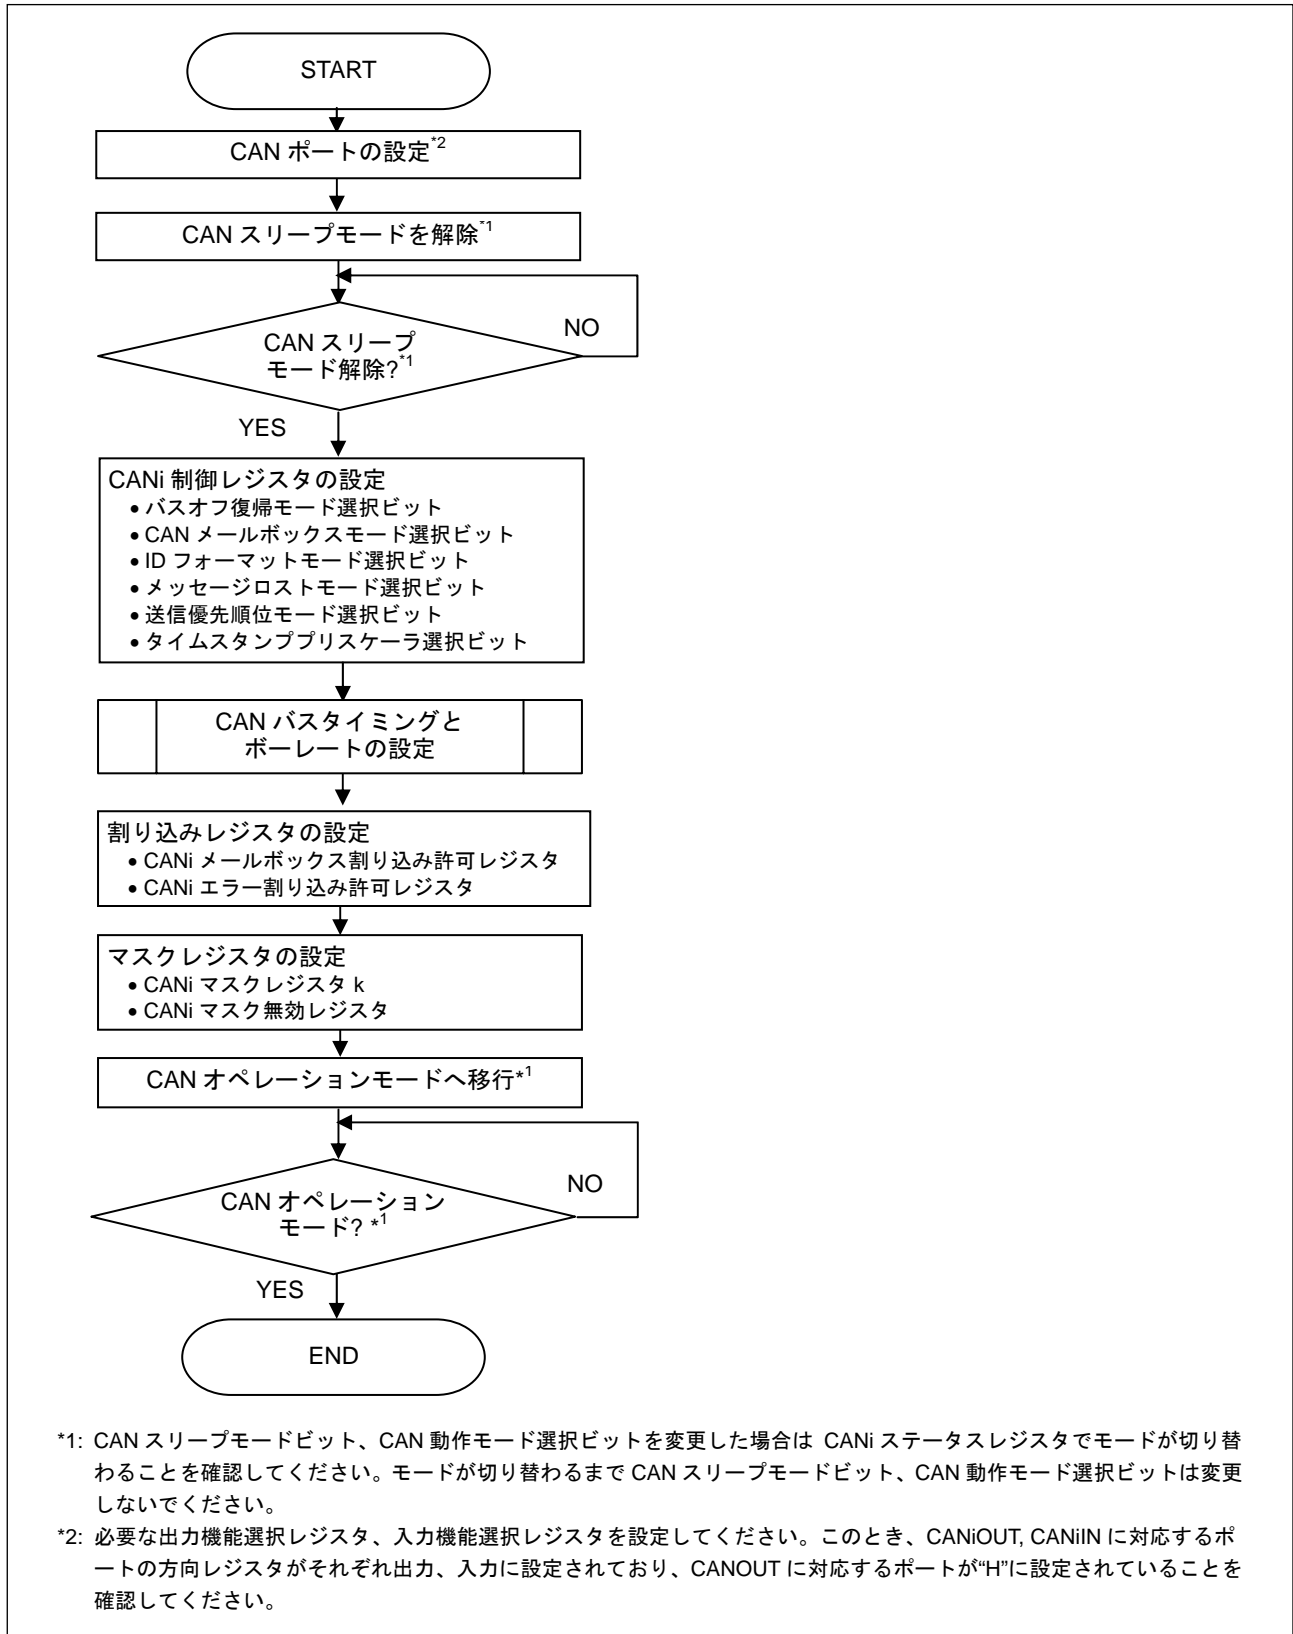 START
CAN ポートの設定*2
CAN スリープモードを解除*1
CAN スリープ
モード解除?*1
NO
YES
CANi 制御レジスタの設定
• バスオフ復帰モード選択ビット
• CAN メールボックスモード選択ビット
• ID フォーマットモード選択ビット
• メッセージロストモード選択ビット
• 送信優先順位モード選択ビット
• タイムスタンププリスケーラ選択ビット
CAN バスタイミングと
ボーレートの設定
割り込みレジスタの設定
• CANi メールボックス割り込み許可レジスタ
• CANi エラー割り込み許可レジスタ
マスクレジスタの設定
• CANi マスクレジスタ k
• CANi マスク無効レジスタ
CAN オペレーションモードへ移行*1
CAN オペレーション
モード? *1
NO
YES
END
*1: CAN スリープモードビット、CAN 動作モード選択ビットを変更した場合は CANi ステータスレジスタでモードが切り替
わることを確認してください。モードが切り替わるまで CAN スリープモードビット、CAN 動作モード選択ビットは変更
しないでください。
*2: 必要な出力機能選択レジスタ、入力機能選択レジスタを設定してください。このとき、CANiOUT, CANiIN に対応するポ
ートの方向レジスタがそれぞれ出力、入力に設定されており、CANOUT に対応するポートが“H”に設定されていることを
確認してください。